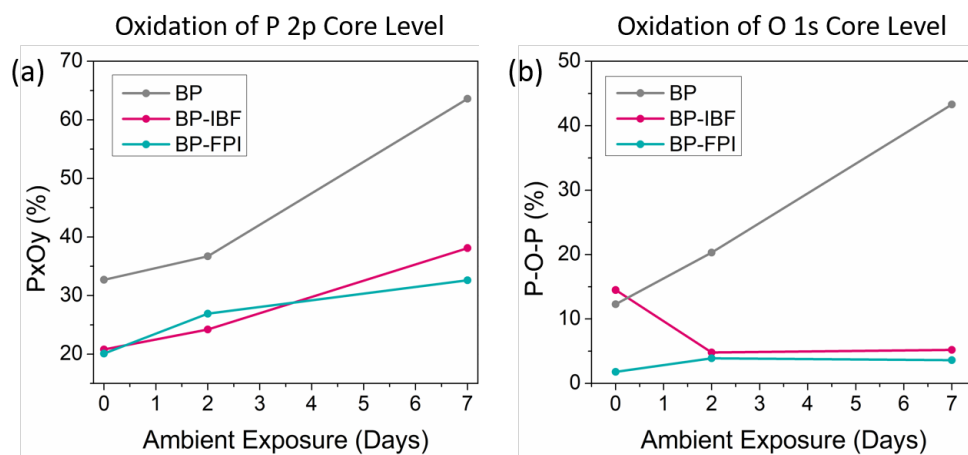 Oxidation of P 2p Core Level
(a)
70
60
50
40
30
20
PxOy (%)
BP
BP-IBF
BP-FPI
0 1 2 3 4 5 6 7
Ambient Exposure (Days)
Oxidation of O 1s Core Level
(b)
50
40
30
20
10
0
P-O-P (%)
BP
BP-IBF
BP-FPI
0 1 2 3 4 5 6 7
Ambient Exposure (Days)